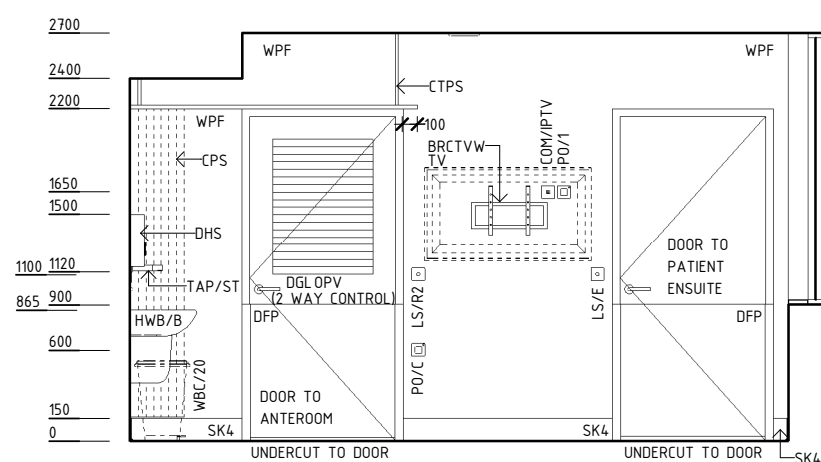 2700
2400
2200
1650
1500
1100 1120
865 900
600
150
0
WPF
WPF
CTPS
WPF
100
CPS
BRCTVW
TV
COM/IPTV
PO/1
DHS
TAP/ST
DGLOPV
(2 WAY CONTROL)
LS/R2
LS/E
DOOR TO
PATIENT
ENSUITE
HWB/B
DFP
DFP
WBC/20
PO/C
DOOR TO
ANTEROOM
SK4
SK4
SK4
UNDERCUT TO DOOR
UNDERCUT TO DOOR